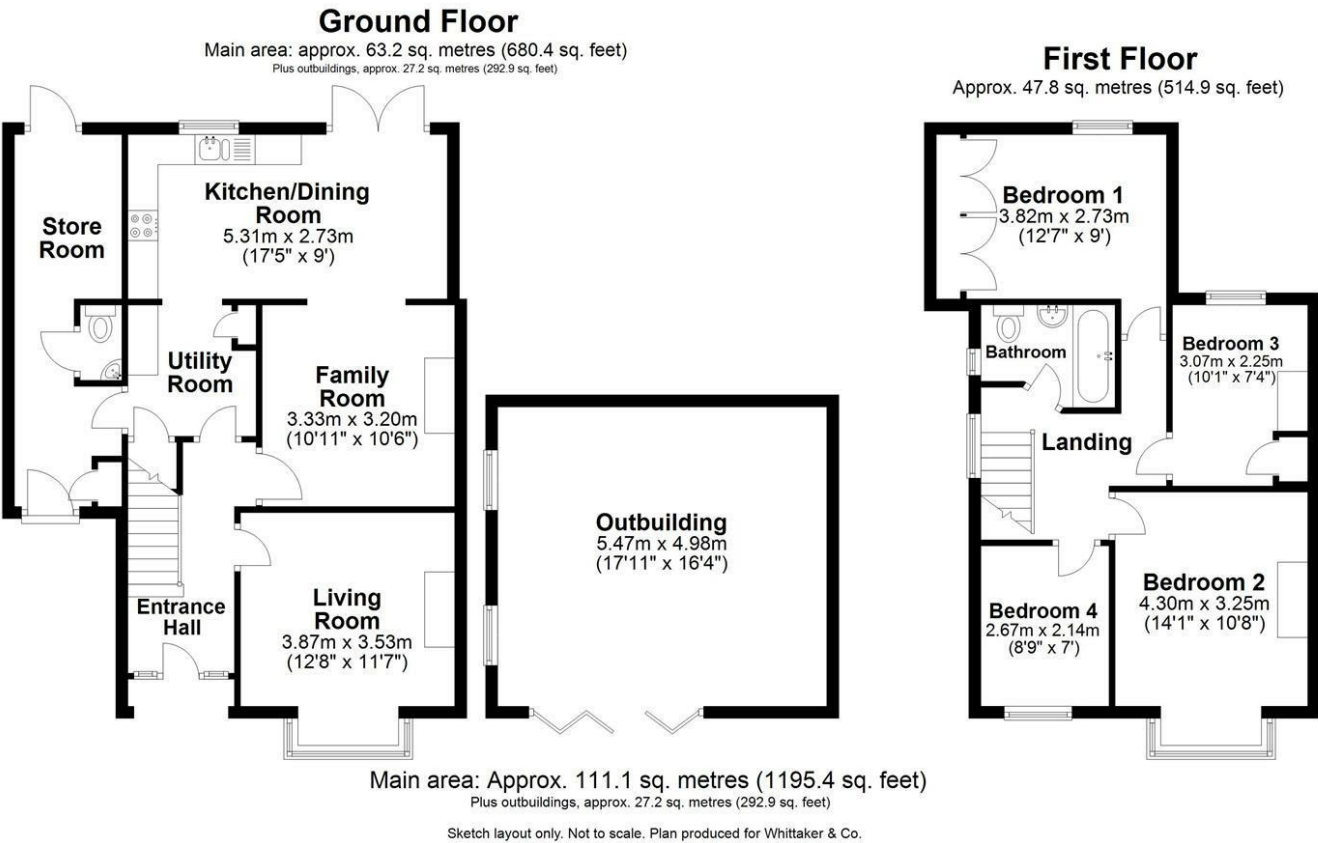 Ground Floor
Main area: approx. 63.2 sq. metres (680.4 sq. feet)
Plus outbuildings, approx. 27.2 sq. metres (292.9 sq. feet)
Store
Room
Kitchen/Dining
Room
5.31m x 2.73m
(17'5" x 9')
Utility
Room
Family
Room
3.33m x 3.20m
(10'11" x 10'6")
Entrance
Hall
Living
Room
3.87m x 3.53m
(12'8" x 11'7")
Outbuilding
5.47m x 4.98m
(17'11" x 16'4")
First Floor
Approx. 47.8 sq. metres (514.9 sq. feet)
Bedroom 1
3.82m x 2.73m
(12'7" x 9')
Bathroom
Bedroom 3
3.07m x 2.25m
(10'1" x 7'4")
Landing
Bedroom 4
2.67m x 2.14m
(8'9" x 7')
Bedroom 2
4.30m x 3.25m
(14'1" x 10'8")
Main area: Approx. 111.1 sq. metres (1195.4 sq. feet)
Plus outbuildings, approx. 27.2 sq. metres (292.9 sq. feet)
Sketch layout only. Not to scale. Plan produced for Whittaker & Co.